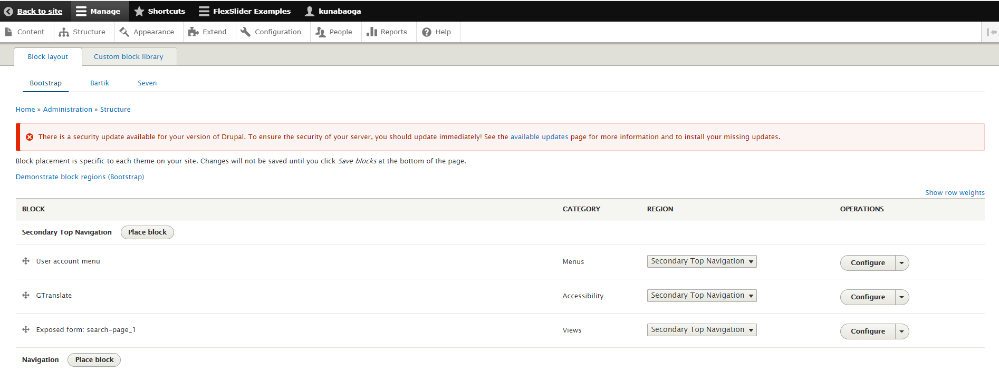 Back to site Manage Shortcuts FlexSlider Examples kunabaoga
Content Structure Appearance Extend Configuration People Reports Help
Block layout Custom block library
Bootstrap Bartik Seven
Home » Administration » Structure
There is a security update available for your version of Drupal. To ensure the security of your server, you should update immediately! See the available updates page for more information and to install your missing updates.
Block placement is specific to each theme on your site. Changes will not be saved until you click Save blocks at the bottom of the page.
Demonstrate block regions (Bootstrap)
Show row weights
BLOCK CATEGORY REGION OPERATIONS
Secondary Top Navigation Place block
User account menu Menus Secondary Top Navigation Configure
GTranslate Accessibility Secondary Top Navigation Configure
Exposed form: search-page_1 Views Secondary Top Navigation Configure
Navigation Place block